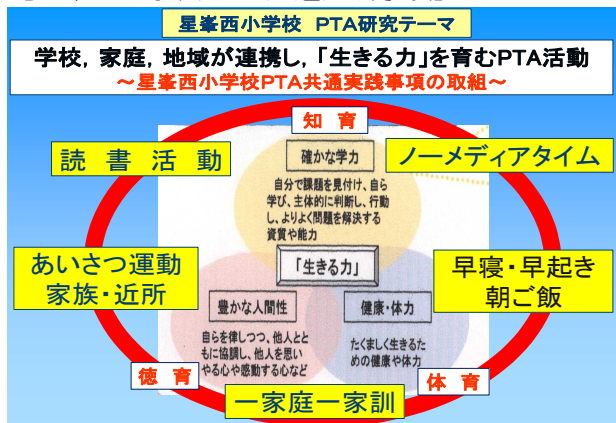 星峯西小学校 PTA研究テーマ
学校，家庭，地域が連携し，「生きる力」を育むPTA活動
～星峯西小学校PTA共通実践事項の取組～
知 育
読 書 活 動
ノーメディアタイム
確かな学力
自分で課題を見付け、自ら
学び、主体的に判断し、行動
し、よりよく問題を解決する
資質や能力
「生きる力」
あいさつ運動
家族・近所
早寝・早起き
朝ご飯
豊かな人間性
健康・体力
自らを律しつつ、他人とと
もに協調し、他人を思い
やる心や感動する心など
たくましく生きるた
めの健康や体力
徳 育
体 育
一家庭一家訓